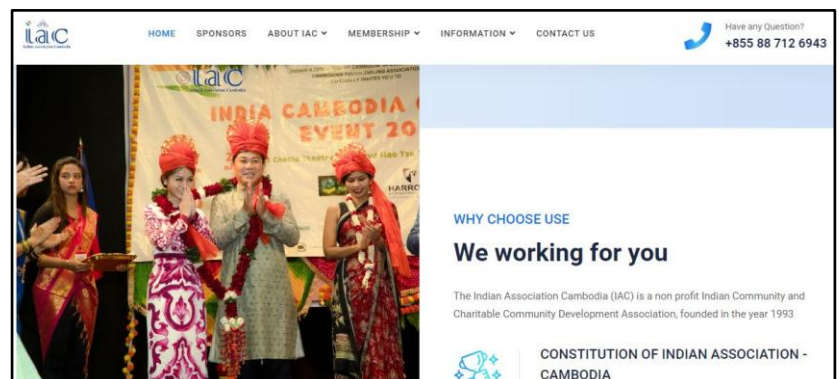 iac
Indian Association Cambodia
HOME SPONSORS ABOUT IAC MEMBERSHIP INFORMATION CONTACT US
Have any Question?
+855 88 712 6943
iac
INDIA CAMBODIA
EVENT 20
HARRO
WHY CHOOSE USE
We working for you
The Indian Association Cambodia (IAC) is a non profit Indian Community and
Charitable Community Development Association, founded in the year 1993
CONSTITUTION OF INDIAN ASSOCIATION -
CAMBODIA